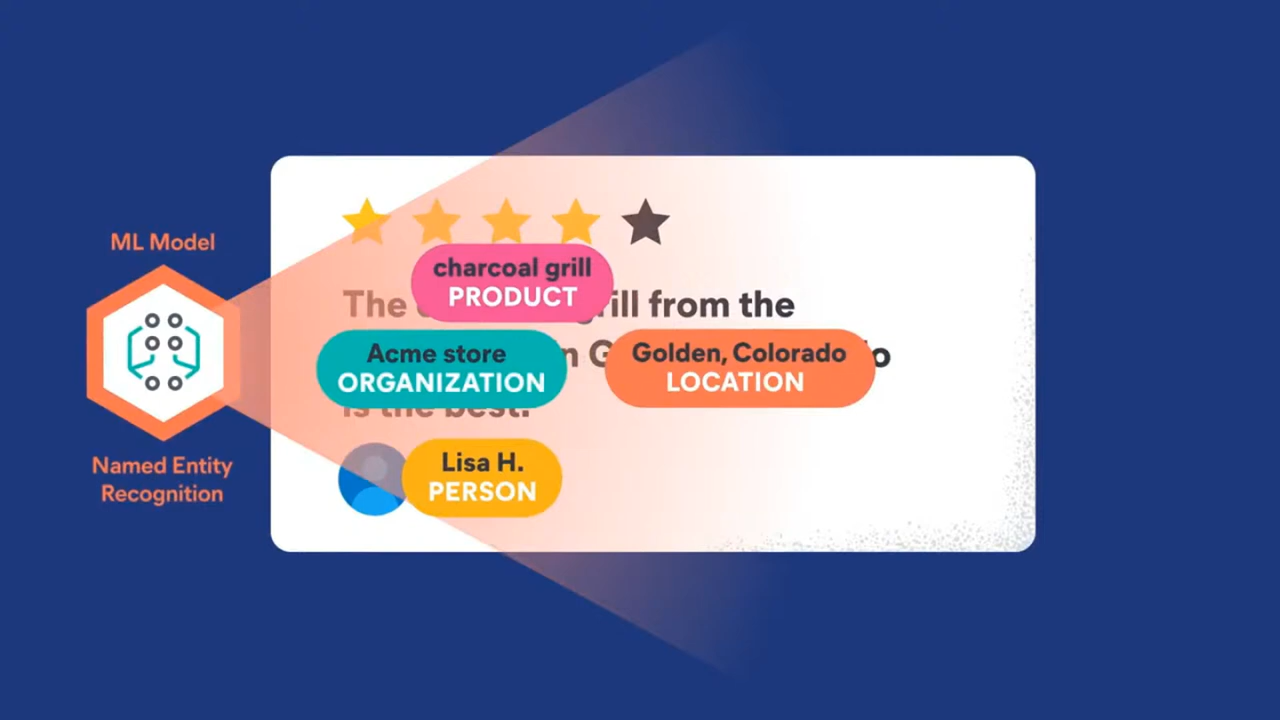 ML Model
Named Entity
Recognition
charcoal grill
PRODUCT
The grill from the
Acme store
ORGANIZATION
Golden, Colorado
LOCATION
is the best.
Lisa H.
PERSON